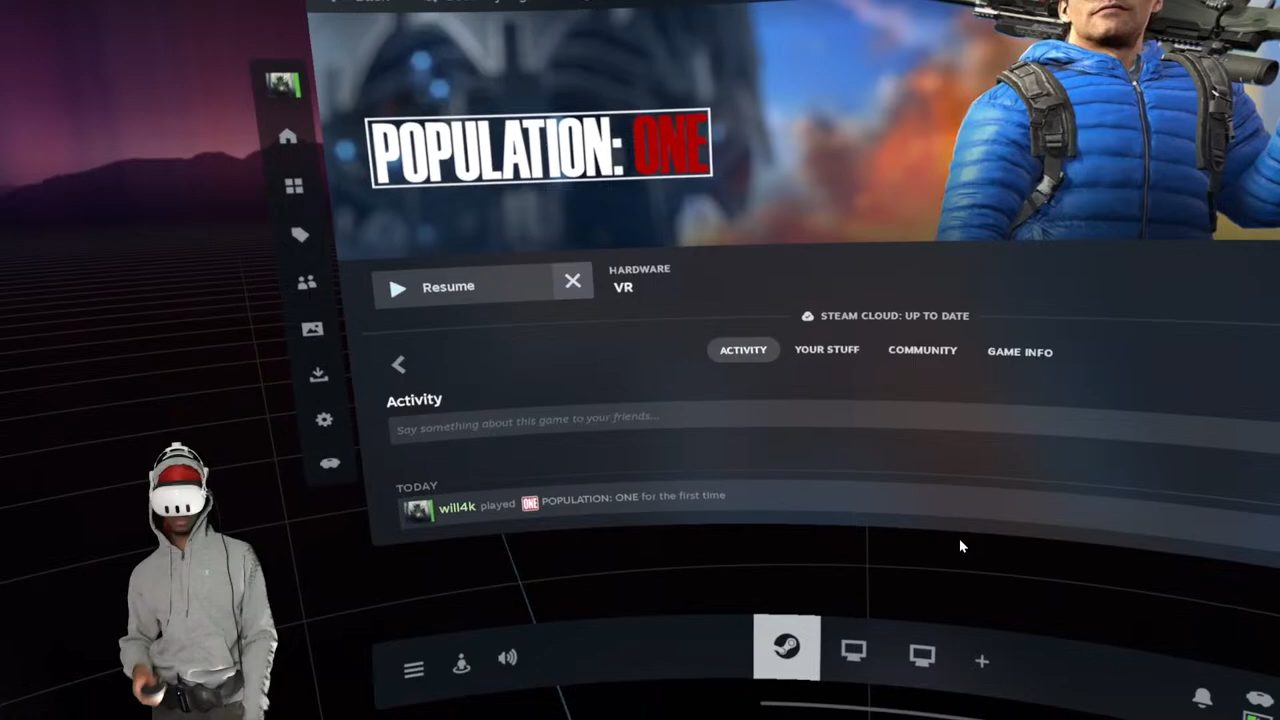 POPULATION: ONE
Resume
HARDWARE
VR
STEAM CLOUD: UP TO DATE
ACTIVITY
YOUR STUFF
COMMUNITY
GAME INFO
Activity
Say something about this game to your friends...
TODAY
will4k played ONE POPULATION: ONE for the first time